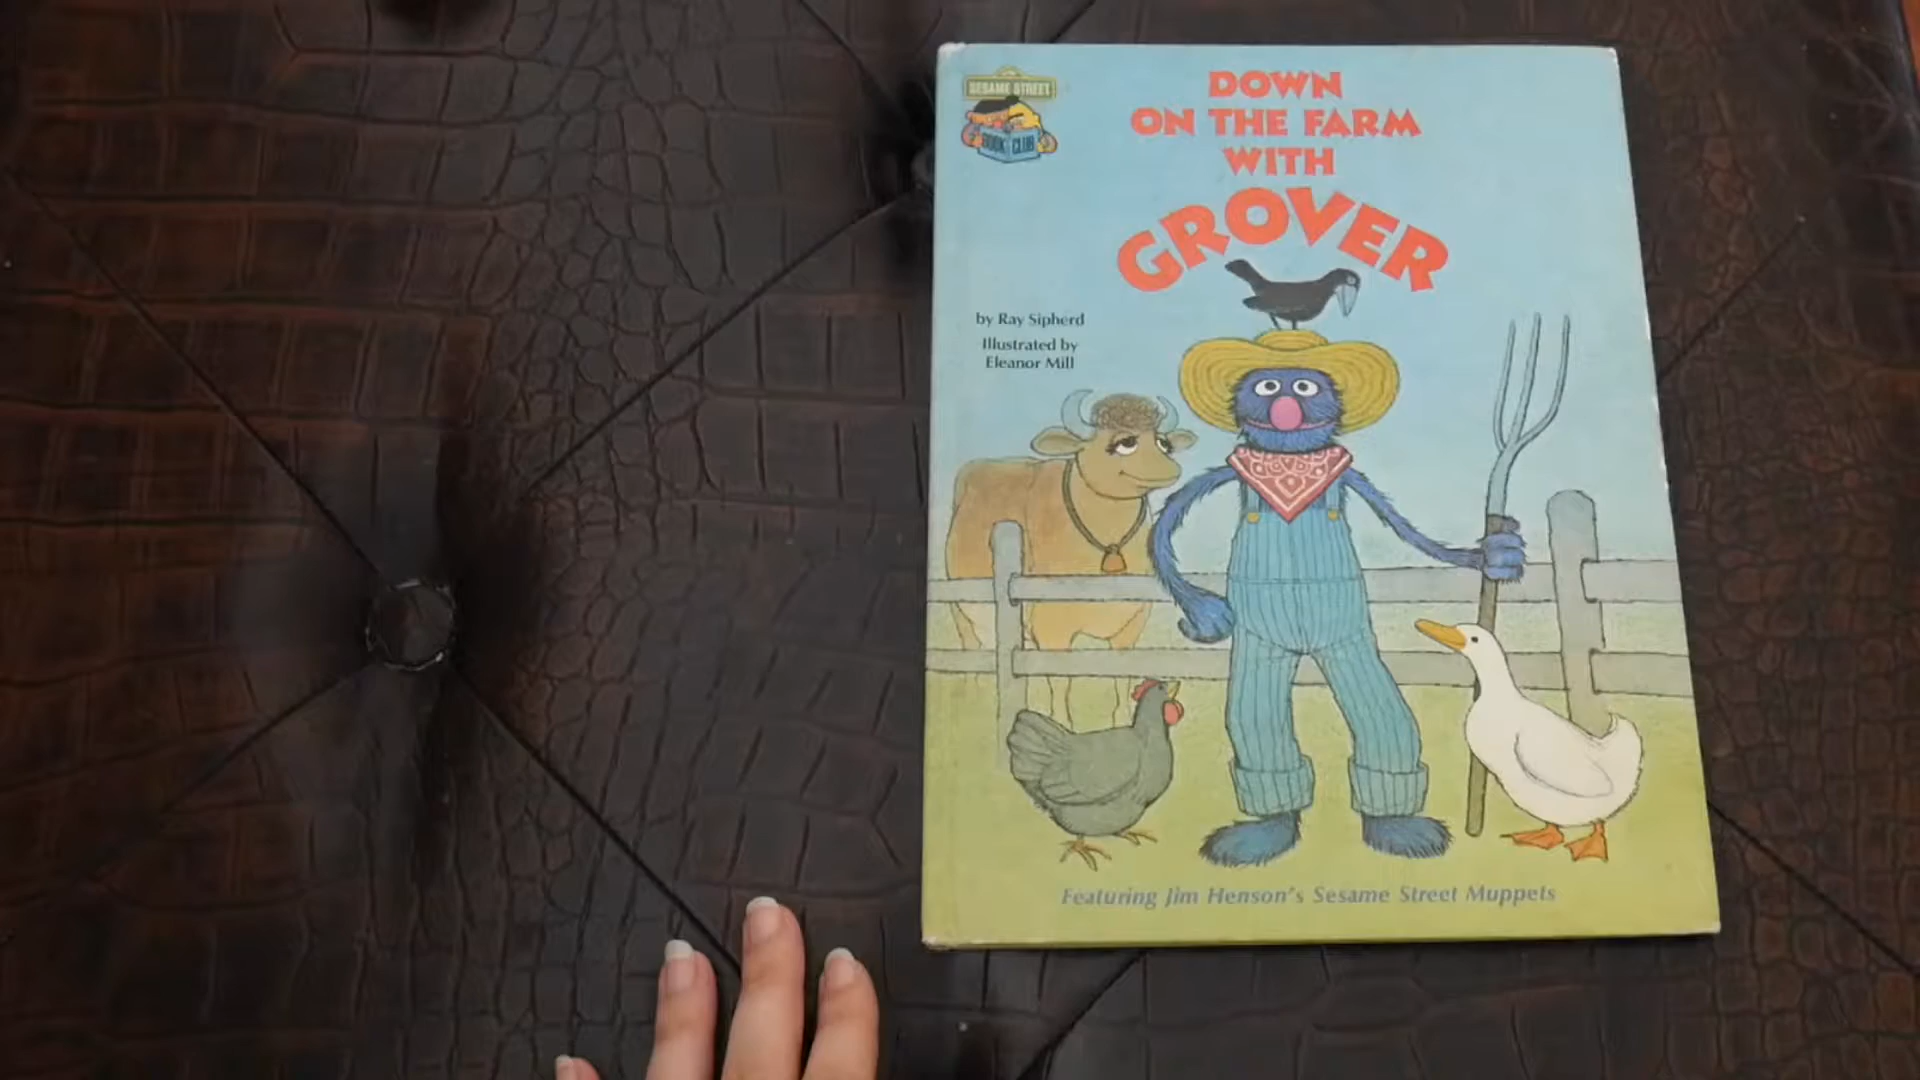 SESAME STREET
BOOK CLUB
DOWN
ON THE FARM
WITH
GROVER
by Ray Sipherd
Illustrated by
Eleanor Mill
Featuring Jim Henson's Sesame Street Muppets